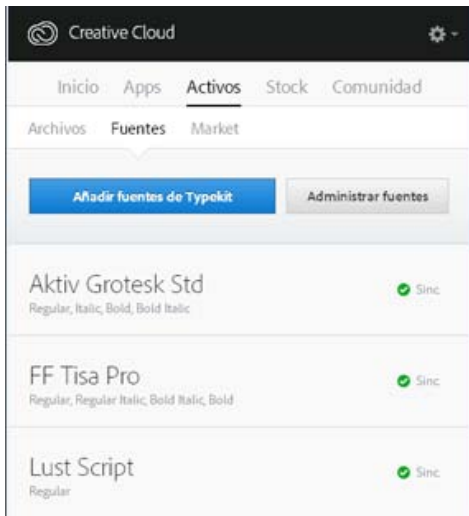 Creative Cloud
Inicio Apps Activos Stock Comunidad
Archivos Fuentes Market
Añadir fuentes de Typekit Administrar fuentes
Aktiv Grotesk Std Sinc.
Regular, Italic, Bold, Bold Italic
FF Tisa Pro Sinc.
Regular, Regular Italic, Bold Italic, Bold
Lust Script Sinc.
Regular